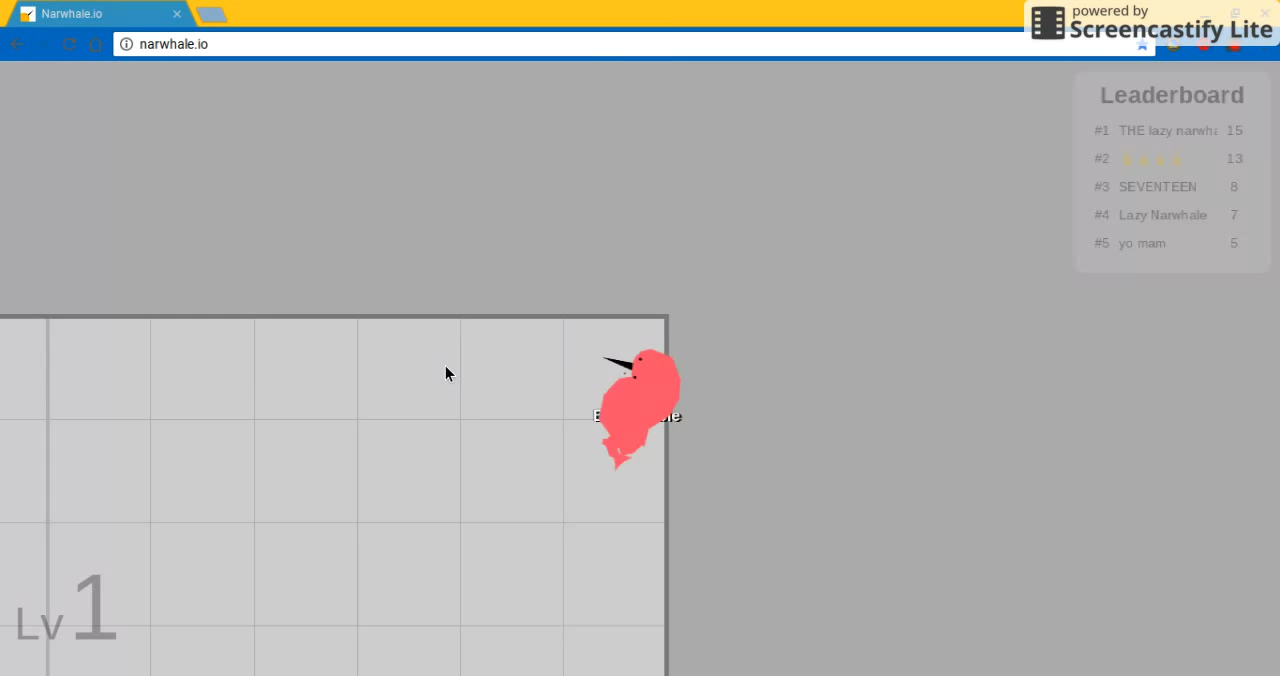 Narwhale.io
powered by
Screencastify Lite
narwhale.io
Leaderboard
#1 THE lazy narwha 15
#2 13
#3 SEVENTEEN 8
#4 Lazy Narwhale 7
#5 yo mam 5
Lv 1